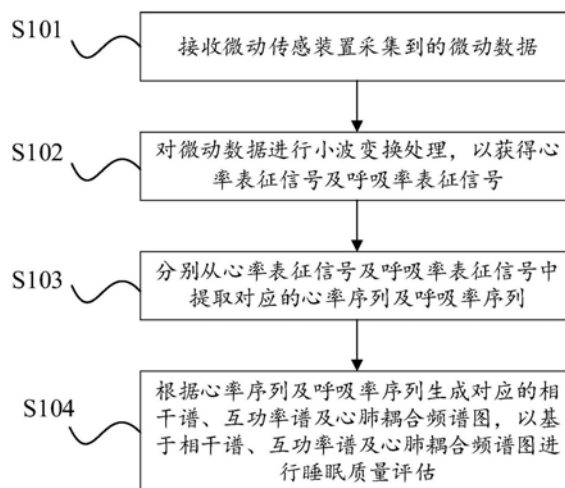 S101
接收微动传感装置采集到的微动数据
S102
对微动数据进行小波变换处理，以获得心
率表征信号及呼吸率表征信号
S103
分别从心率表征信号及呼吸率表征信号中
提取对应的心率序列及呼吸率序列
S104
根据心率序列及呼吸率序列生成对应的相
干谱、互功率谱及心肺耦合频谱图，以基
于相干谱、互功率谱及心肺耦合频谱图进
行睡眠质量评估